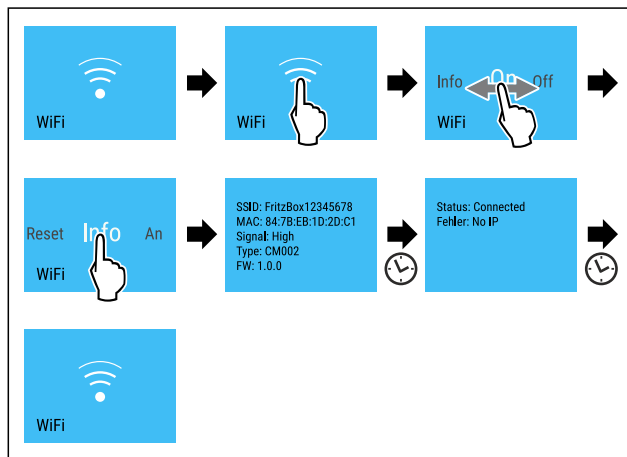 WiFi
WiFi
Info On Off
WiFi
Reset Info An
WiFi
SSID: FritzBox12345678
MAC: 84:7B:EB:1D:2D:C1
Signal: High
Type: CM002
FW: 1.0.0
Status: Connected
Fehler: No IP
WiFi